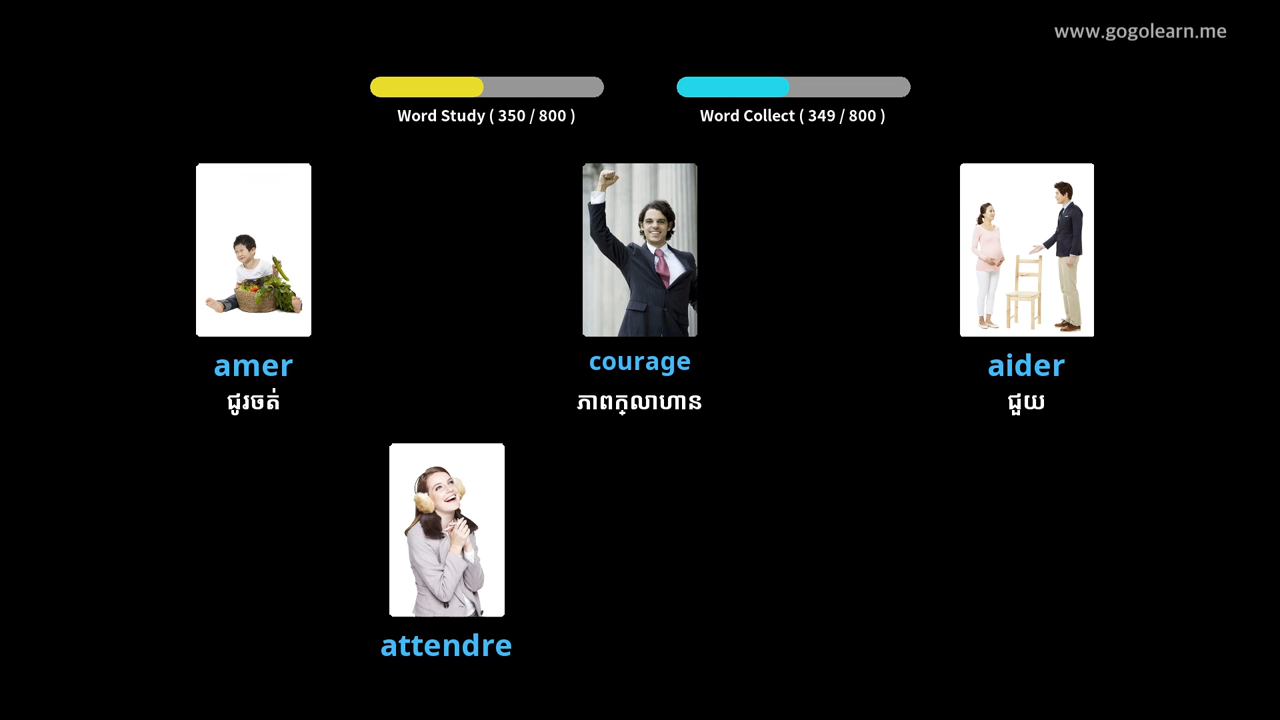 www.gogolearn.me
Word Study ( 350 / 800 )
Word Collect ( 349 / 800 )
amer
ជូរចត់
courage
ភាពក្លាហាន
aider
ជួយ
attendre